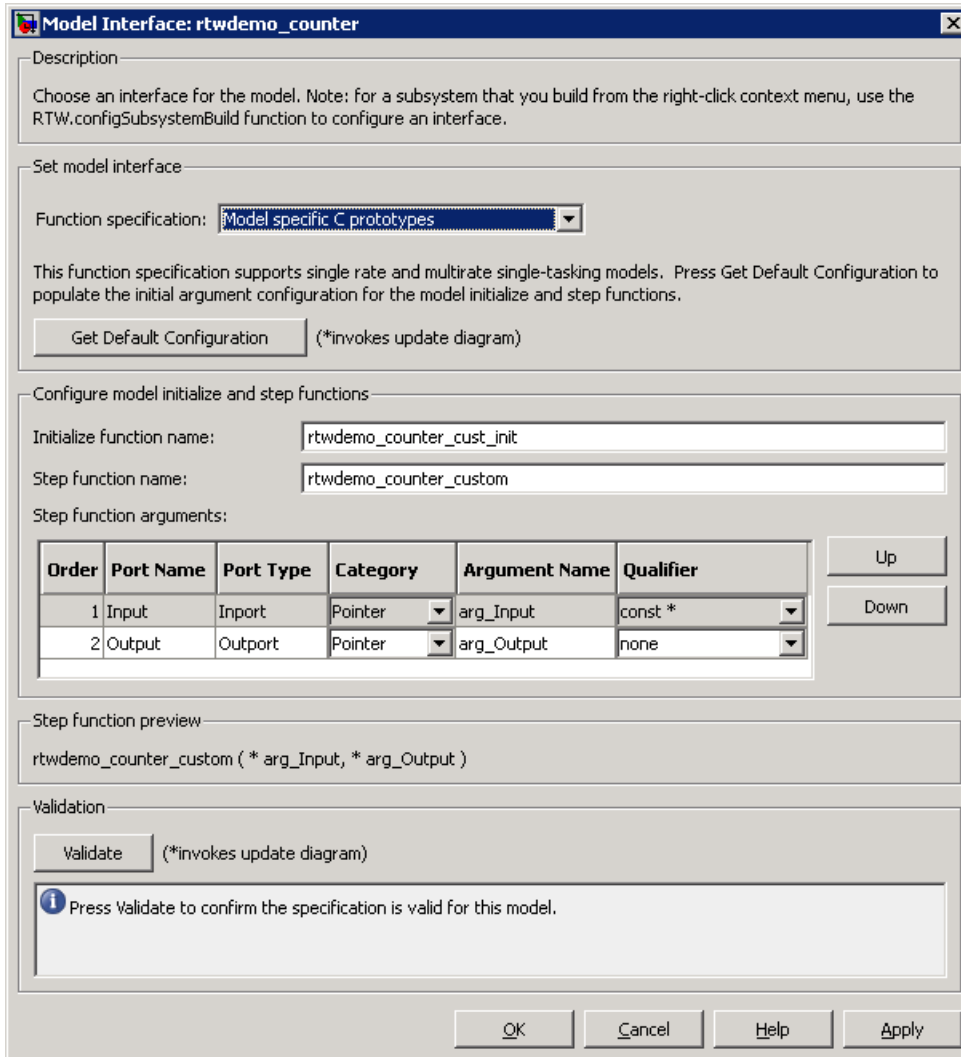 Model Interface: rtwdemo_counter
Description
Choose an interface for the model. Note: for a subsystem that you build from the right-click context menu, use the
RTW.configSubsystemBuild function to configure an interface.
Set model interface
Function specification: Model specific C prototypes
This function specification supports single rate and multirate single-tasking models. Press Get Default Configuration to
populate the initial argument configuration for the model initialize and step functions.
Get Default Configuration (*invokes update diagram)
Configure model initialize and step functions
Initialize function name: rtwdemo_counter_cust_init
Step function name: rtwdemo_counter_custom
Step function arguments:
Order Port Name Port Type Category Argument Name Qualifier
1 Input Inport Pointer arg_Input const *
2 Output Outport Pointer arg_Output none
Up
Down
Step function preview
rtwdemo_counter_custom ( * arg_Input, * arg_Output )
Validation
Validate (*invokes update diagram)
Press Validate to confirm the specification is valid for this model.
OK Cancel Help Apply